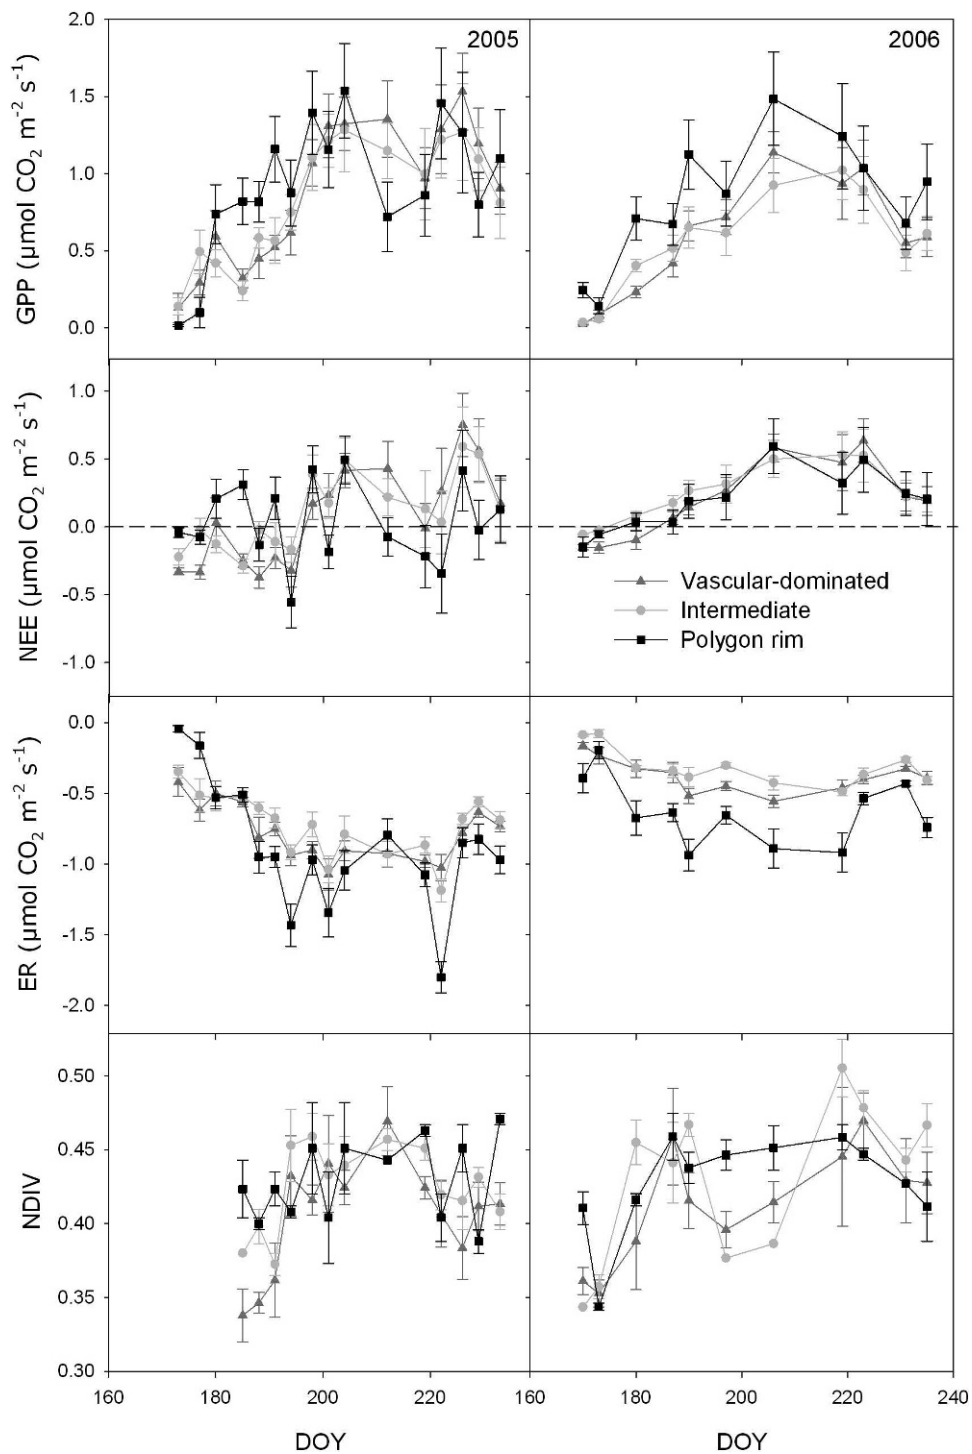 2005
2006
GPP (µmol CO₂ m⁻² s⁻¹)
2.0
1.5
1.0
0.5
0.0
NEE (µmol CO₂ m⁻² s⁻¹)
1.0
0.5
0.0
-0.5
-1.0
Vascular-dominated
Intermediate
Polygon rim
ER (µmol CO₂ m⁻² s⁻¹)
0.0
-0.5
-1.0
-1.5
-2.0
NDIV
0.50
0.45
0.40
0.35
0.30
160 180 200 220 160 180 200 220 240
DOY DOY